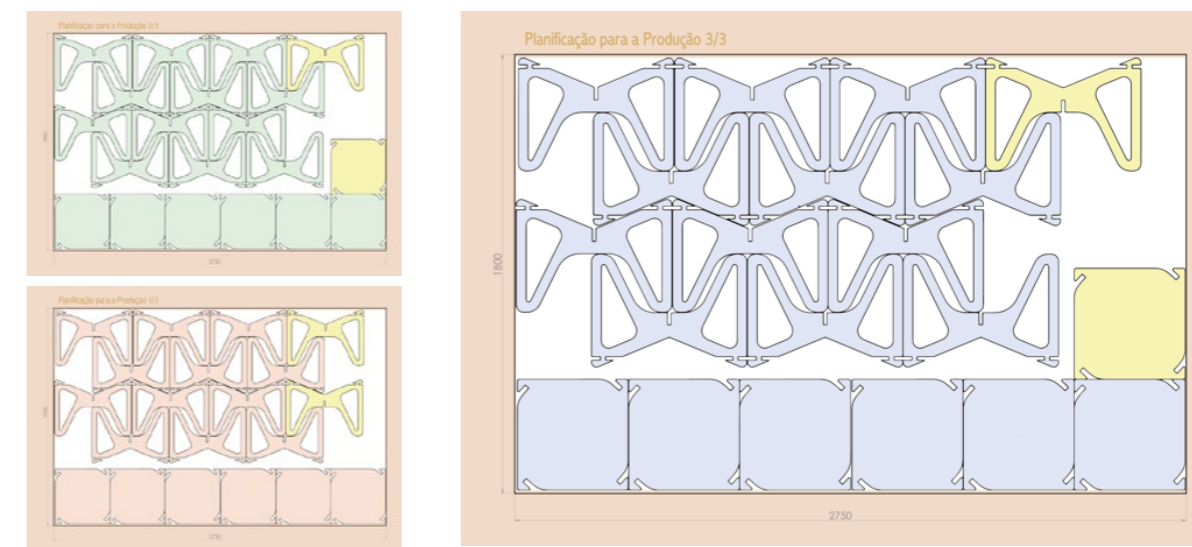 Planificação para a Produção 2/3
2750
Planificação para a Produção 1/3
2750
Planificação para a Produção 3/3
1800
2750